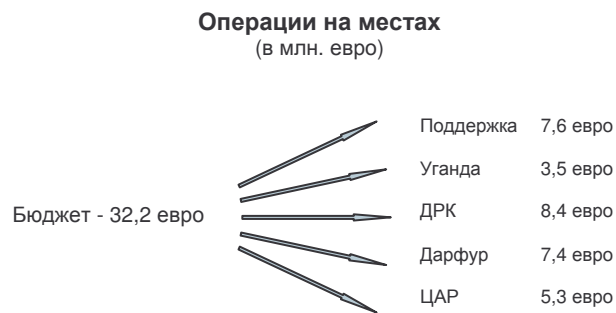 Операции на местах
(в млн. евро)
Поддержка 7,6 евро
Уганда 3,5 евро
Бюджет - 32,2 евро
ДРК 8,4 евро
Дарфур 7,4 евро
ЦАР 5,3 евро